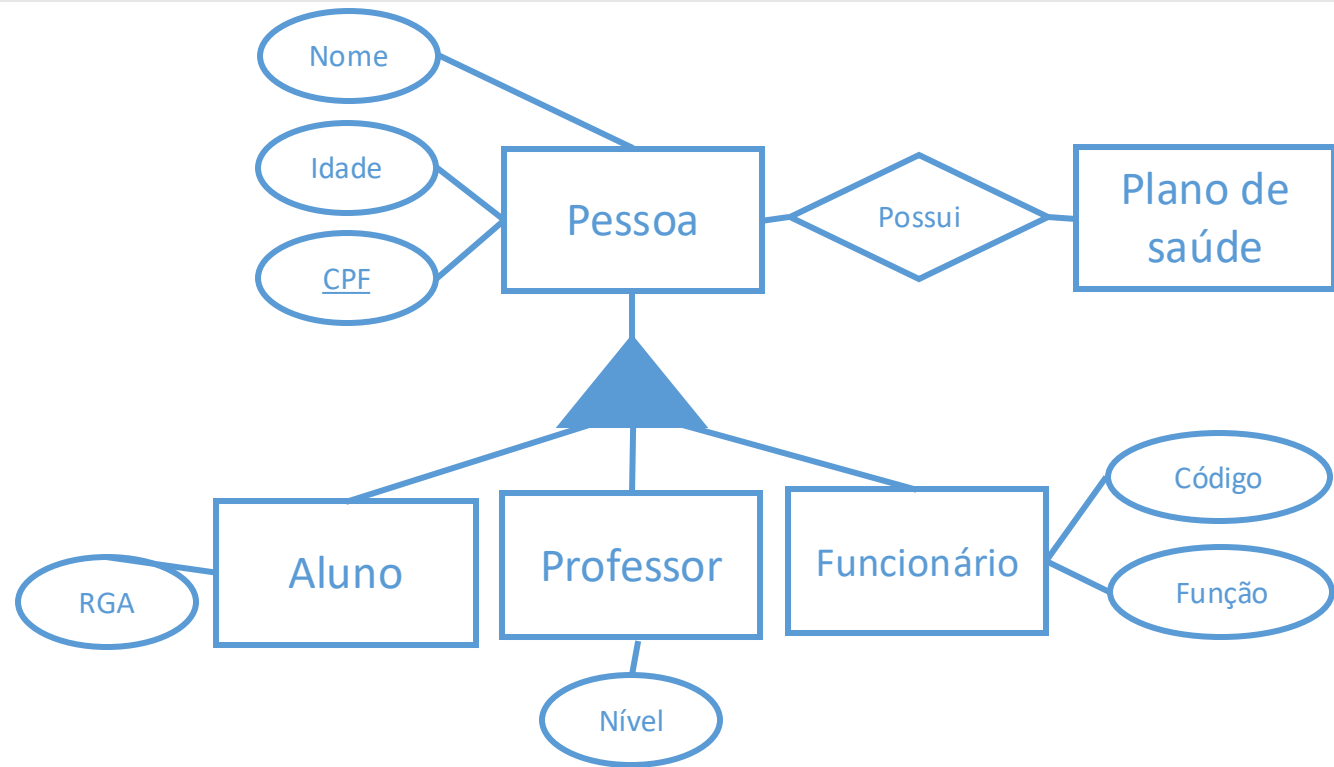 Nome
Idade
CPF
Pessoa
Possui
Plano de
saúde
Aluno
Professor
Funcionário
Código
Função
RGA
Nível